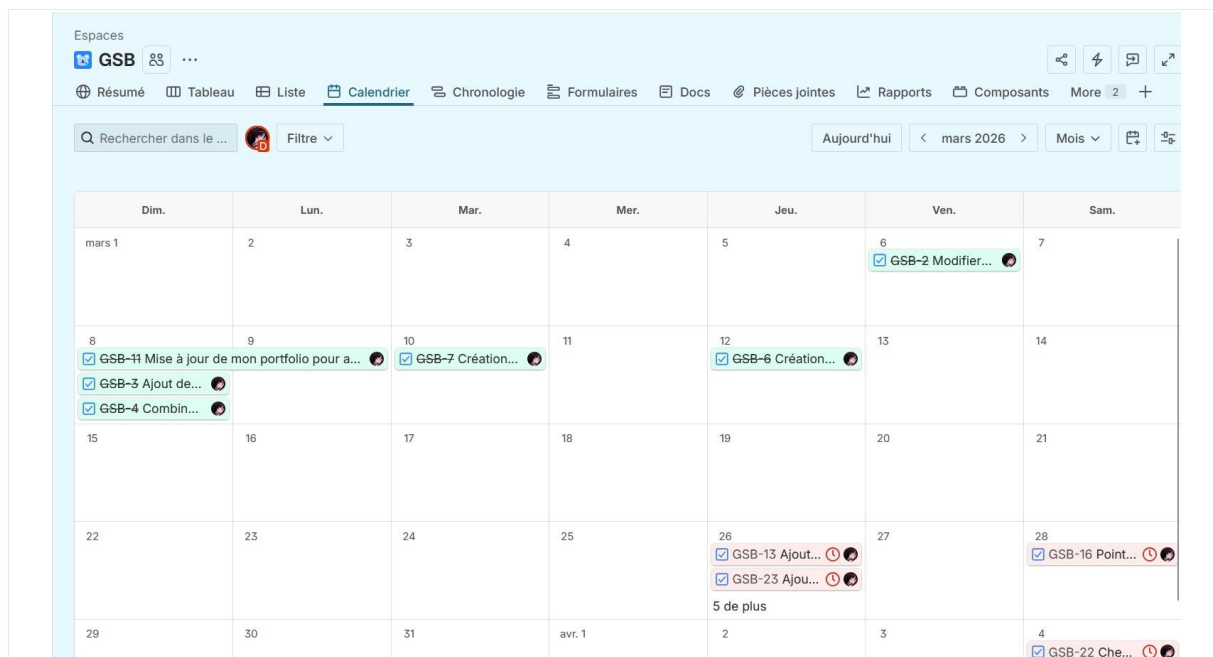 Espaces
GSB ...
Résumé Tableau Liste Calendrier Chronologie Formulaires Docs Pièces jointes Rapports Composants More 2
Rechercher dans le ... D Filtre Aujourd'hui mars 2026 Mois
Dim. Lun. Mar. Mer. Jeu. Ven. Sam.
mars 1 2 3 4 5 6 7
GSB-2 Modifier...
8 9 10 11 12 13 14
GSB-11 Mise à jour de mon portfolio pour a... GSB-7 Création... GSB-6 Création...
GSB-3 Ajout de...
GSB-4 Combin...
15 16 17 18 19 20 21
22 23 24 25 26 27 28
GSB-13 Ajout... GSB-16 Point...
GSB-23 Ajou...
5 de plus
29 30 31 avr. 1 2 3 4
GSB-22 Che...